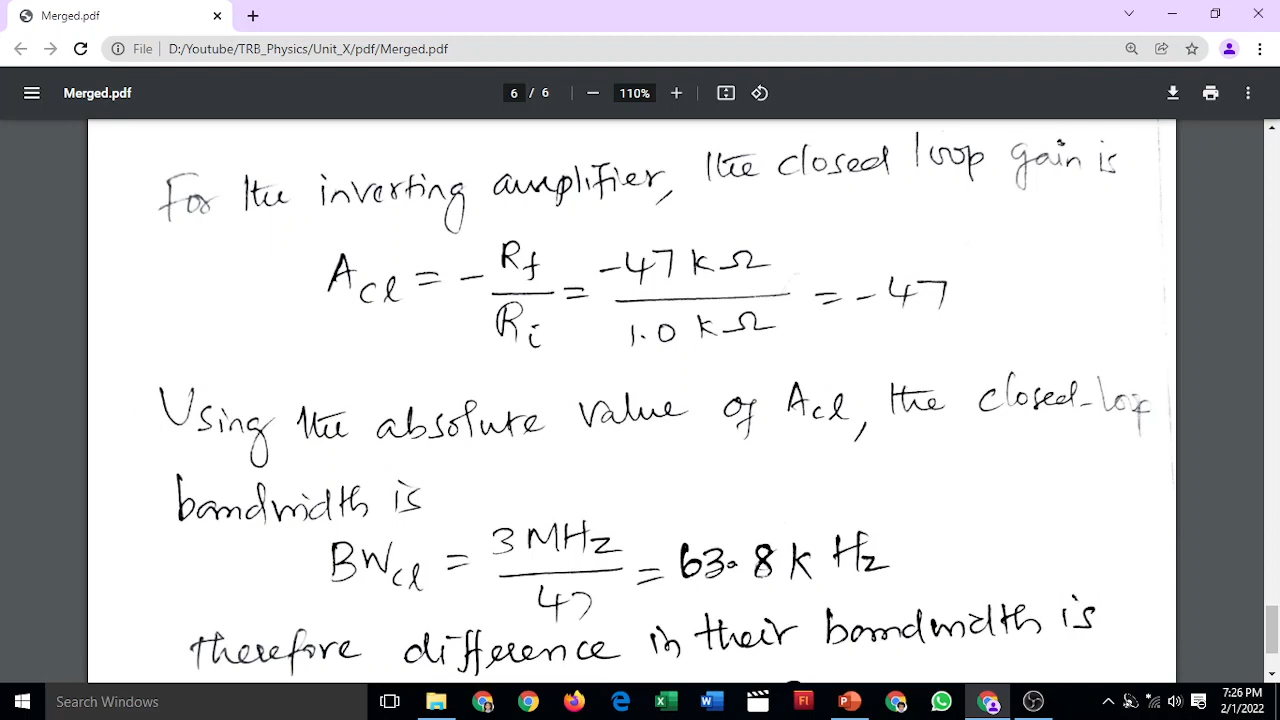 Merged.pdf
File D:/Youtube/TRB_Physics/Unit_X/pdf/Merged.pdf
Merged.pdf 6 / 6 110%
For the inverting amplifier, the closed loop gain is
Acl = - Rf / Ri = -47 k Ω / 1.0 k Ω = - 47
Using the absolute value of Acl, the closed-loop
bandwidth is
BWcl = 3 MHz / 47 = 63.8 k Hz
therefore difference in their bandwidth is
Search Windows
7:26 PM
2/1/2022